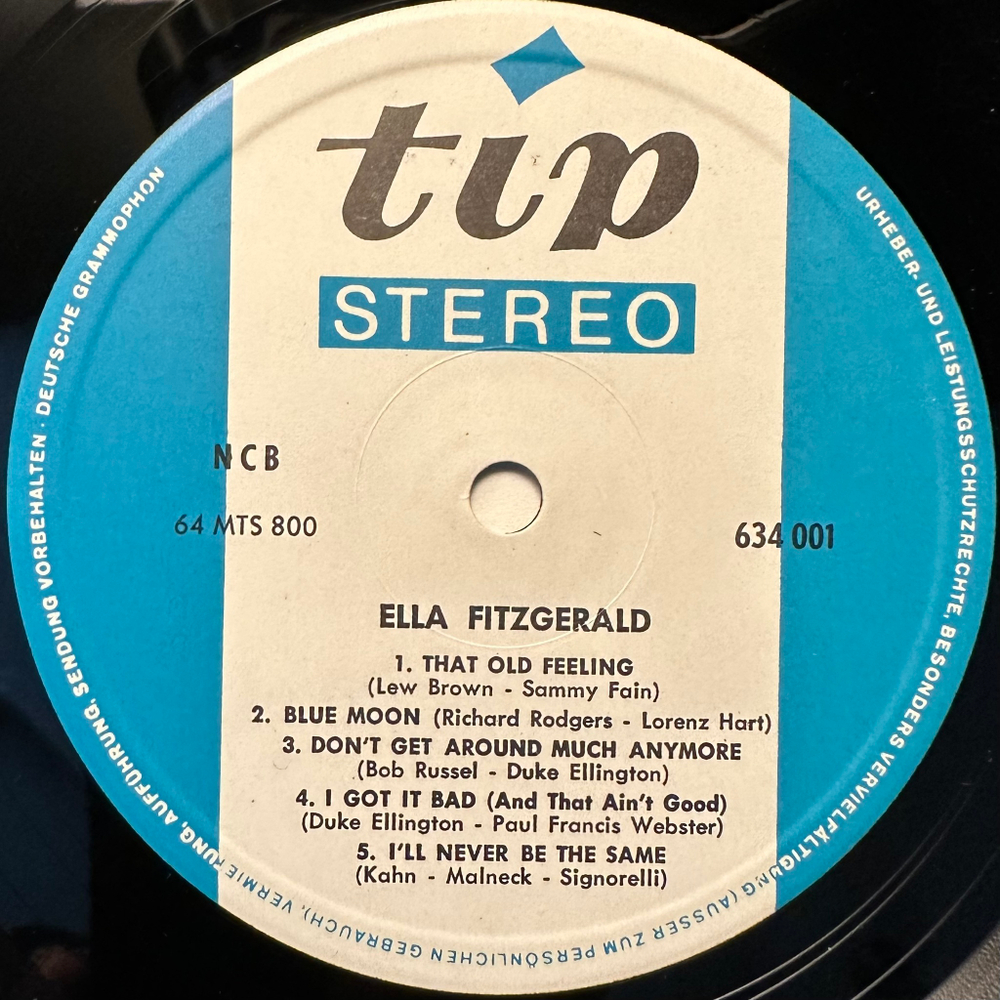 tip
STEREO
NCB
64 MTS 800
634 001
ELLA FITZGERALD
1. THAT OLD FEELING
(Lew Brown - Sammy Fain)
2. BLUE MOON (Richard Rodgers - Lorenz Hart)
3. DON'T GET AROUND MUCH ANYMORE
(Bob Russel - Duke Ellington)
4. I GOT IT BAD (And That Ain't Good)
(Duke Ellington - Paul Francis Webster)
5. I'LL NEVER BE THE SAME
(Kahn - Malneck - Signorelli)
URHEBER- UND LEISTUNGSSCHUTZRECHTE, BESONDERS VERVIELFÄLTIGUNG (AUSSER ZUM PERSÖNLICHEN GEBRAUCH), VERMIETUNG, AUFFÜHRUNG, SENDUNG VORBEHALTEN · DEUTSCHE GRAMMOPHON